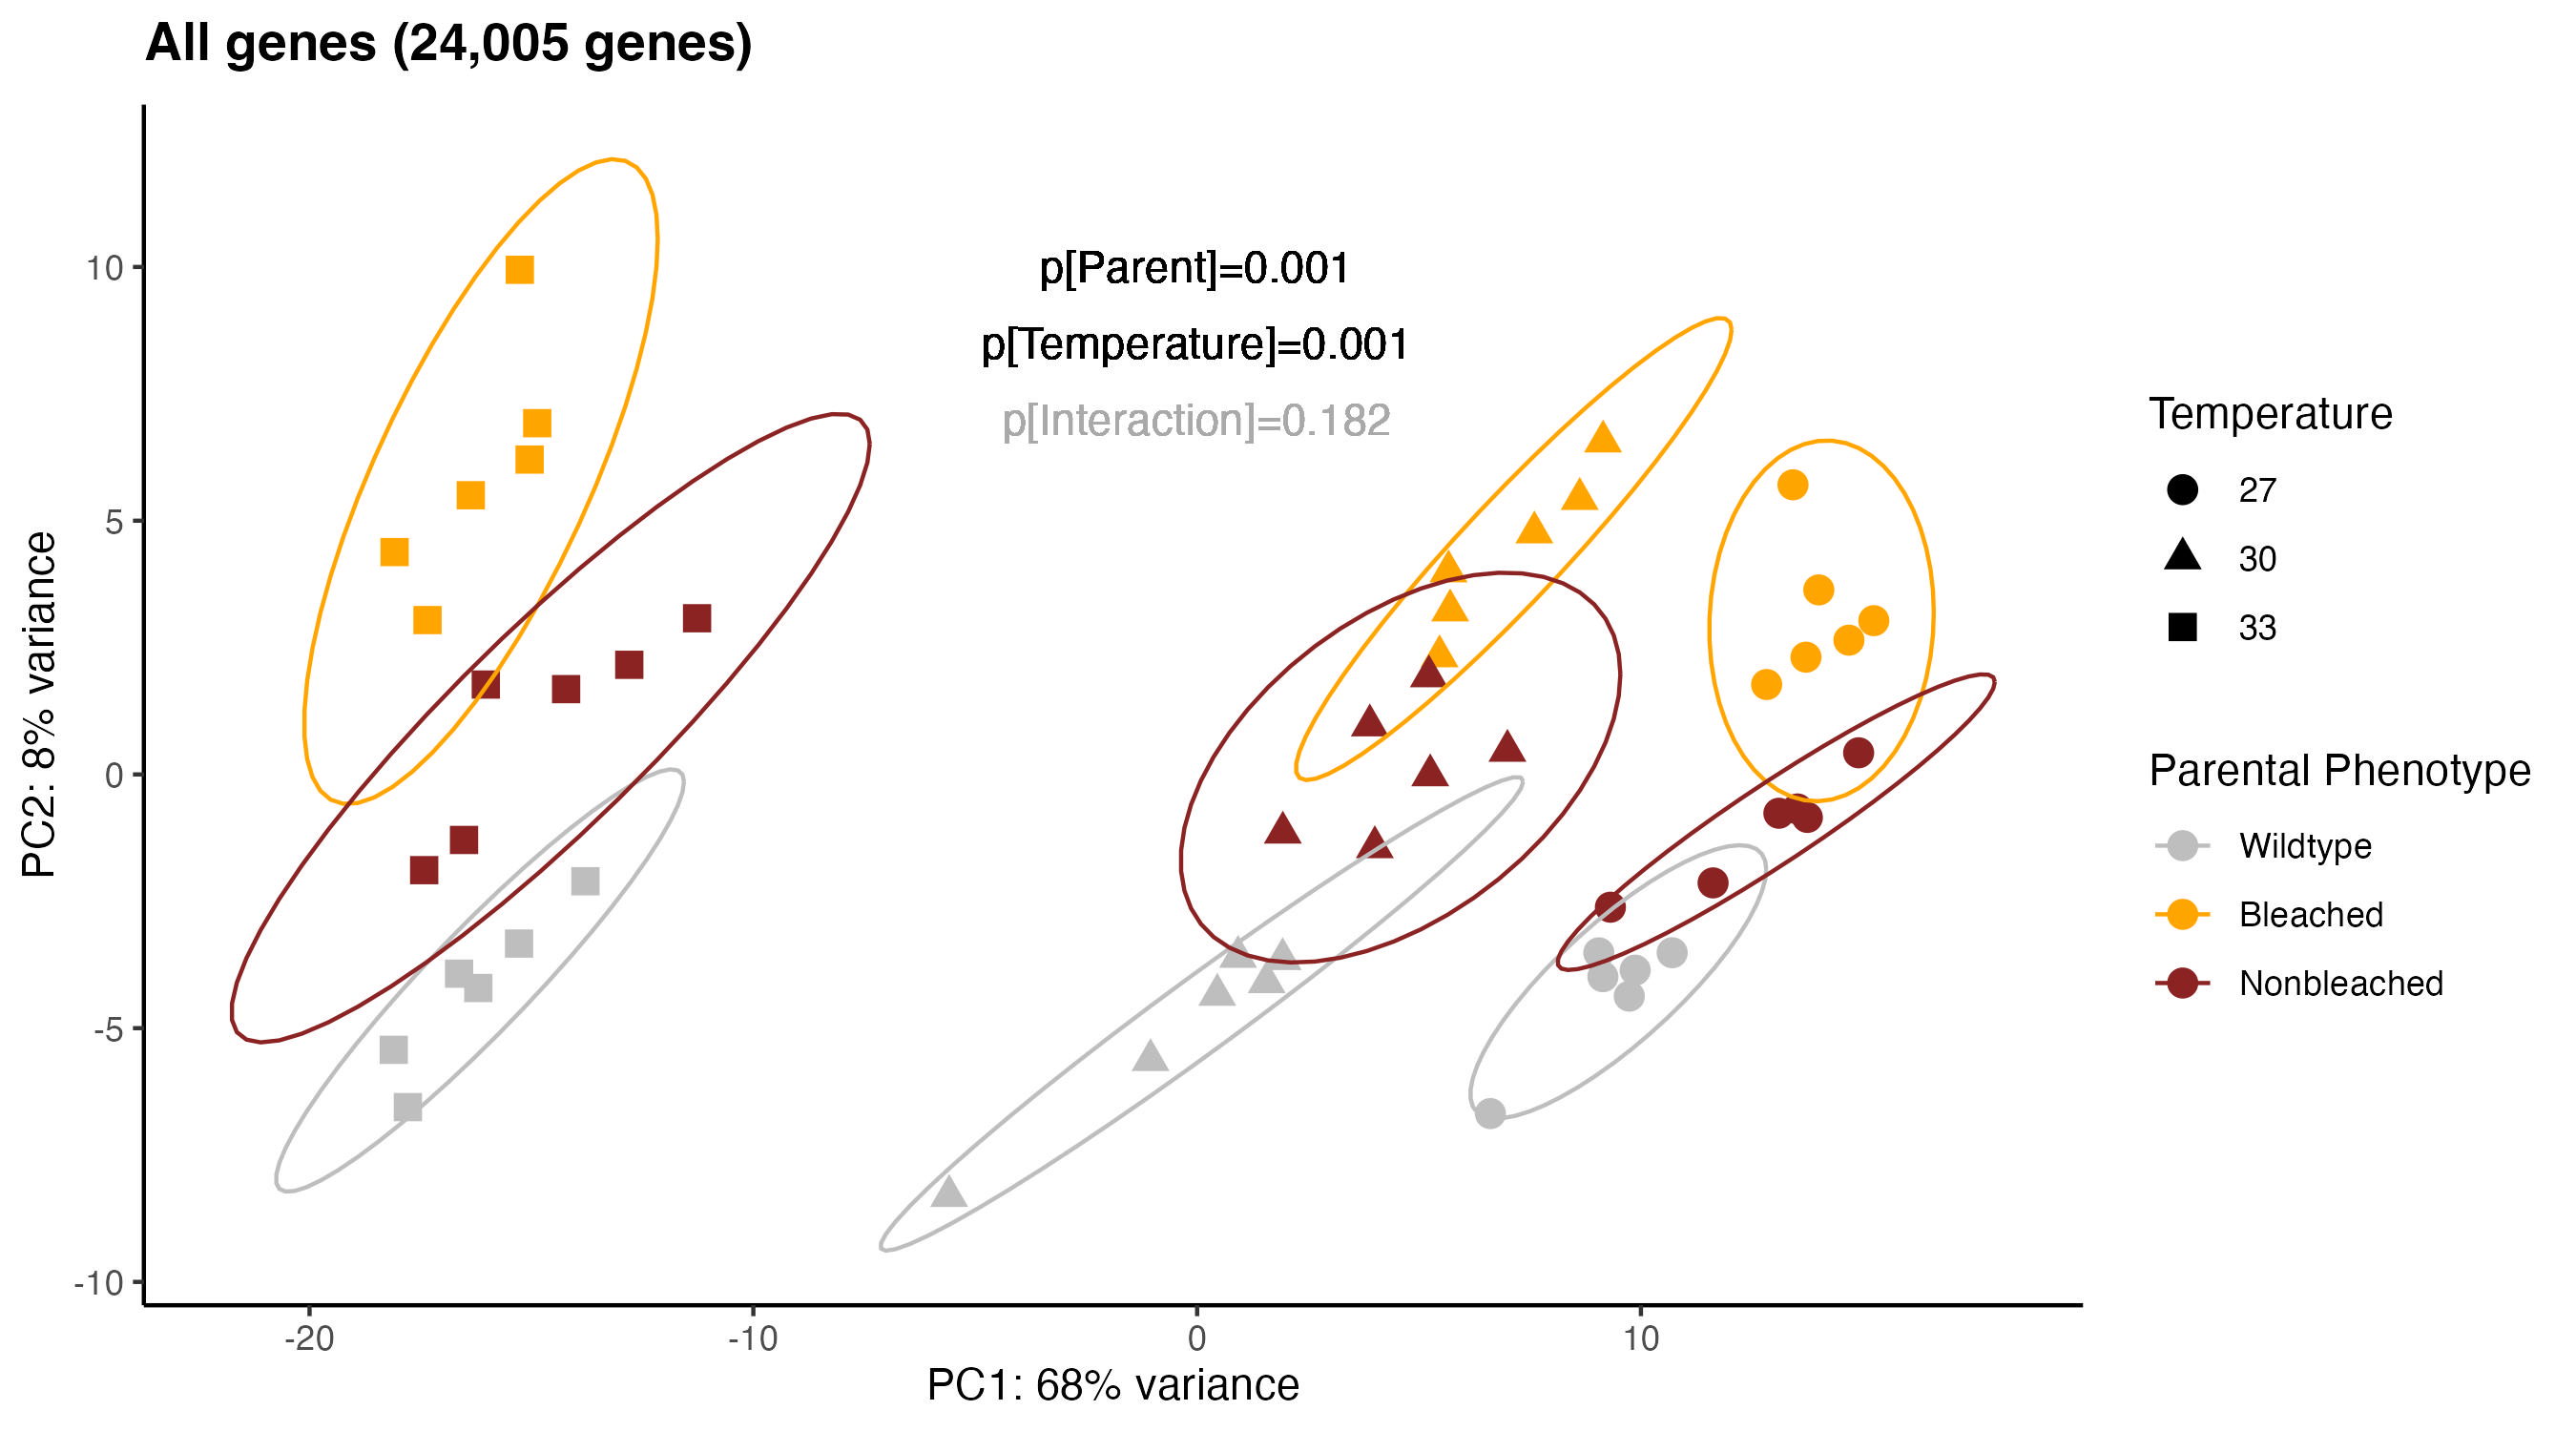 All genes (24,005 genes)
p[Parent]=0.001
p[Temperature]=0.001
p[Interaction]=0.182
10
5
0
-5
-10
PC2: 8% variance
-20
-10
0
10
PC1: 68% variance
Temperature
27
30
33
Parental Phenotype
Wildtype
Bleached
Nonbleached